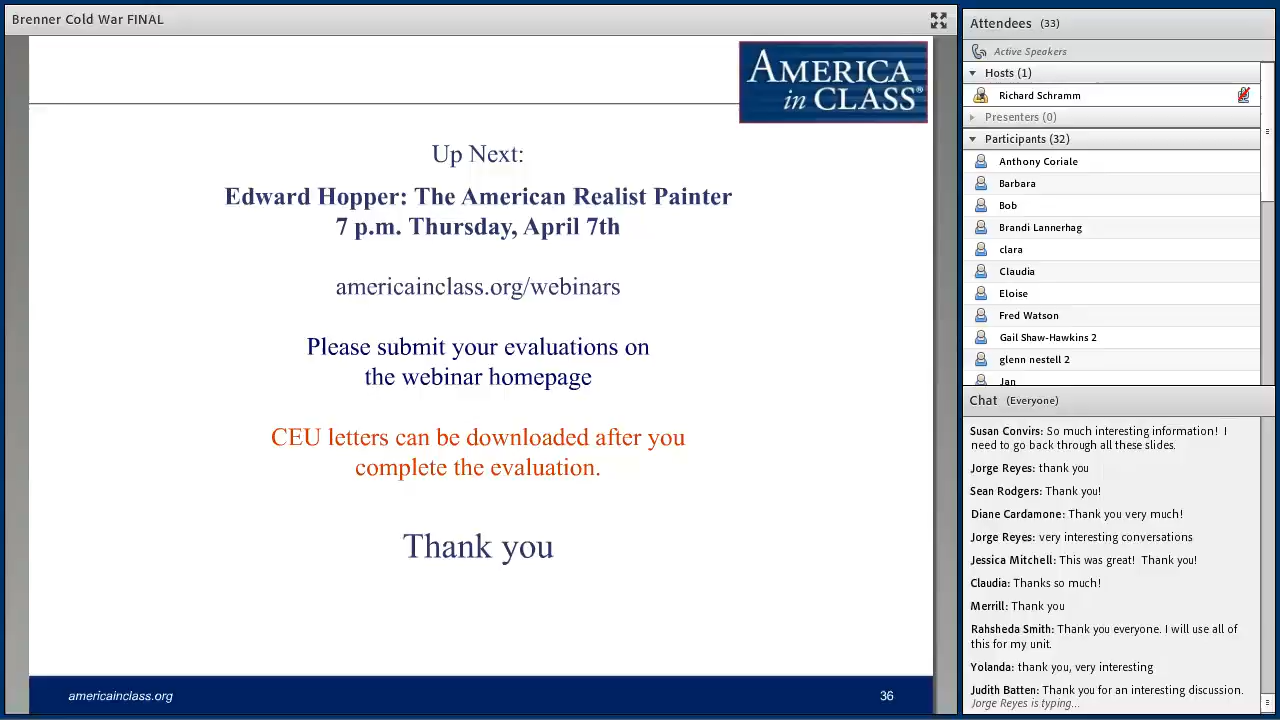 Brenner Cold War FINAL
AMERICA
in CLASS®
Up Next:
Edward Hopper: The American Realist Painter
7 p.m. Thursday, April 7th
americainclass.org/webinars
Please submit your evaluations on
the webinar homepage
CEU letters can be downloaded after you
complete the evaluation.
Thank you
americainclass.org
36
Attendees (33)
Active Speakers
Hosts (1)
Richard Schramm
Presenters (0)
Participants (32)
Anthony Coriale
Barbara
Bob
Brandi Lannerhag
clara
Claudia
Eloise
Fred Watson
Gail Shaw-Hawkins 2
glenn nestell 2
Jan
Chat (Everyone)
Susan Convirs: So much interesting information! I
need to go back through all these slides.
Jorge Reyes: thank you
Sean Rodgers: Thank you!
Diane Cardamone: Thank you very much!
Jorge Reyes: very interesting conversations
Jessica Mitchell: This was great! Thank you!
Claudia: Thanks so much!
Merrill: Thank you
Rahsheda Smith: Thank you everyone. I will use all of
this for my unit.
Yolanda: thank you, very interesting
Judith Batten: Thank you for an interesting discussion.
Jorge Reyes is typing...